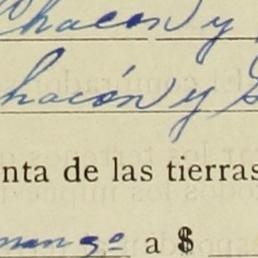 Chacon y
Chacón y
nta de las tierras
a $